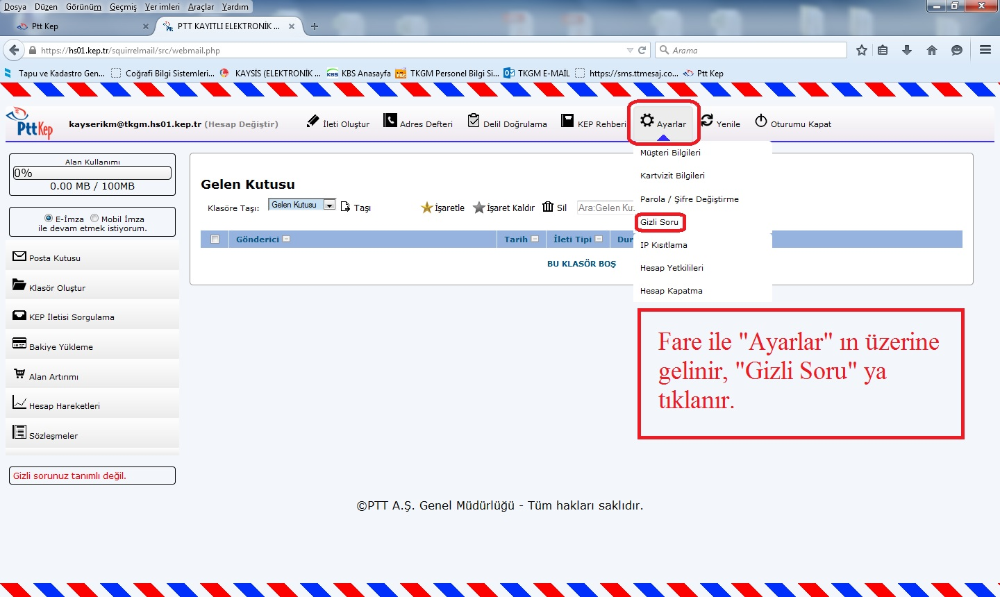 Dosya Düzen Görünüm Geçmiş Yer imleri Araçlar Yardım
Ptt Kep
PTT KAYITLI ELEKTRONİK ...
https://hs01.kep.tr/squirrelmail/src/webmail.php
Arama
Tapu ve Kadastro Gen... Coğrafi Bilgi Sistemleri... KAYSİS (ELEKTRONİK ... KBS KBS Anasayfa TKGM Personel Bilgi Si... TKGM E-MAİL https://sms.ttmesaj.co... Ptt Kep
PttKep
kayserikm@tkgm.hs01.kep.tr (Hesap Değiştir)
İleti Oluştur
Adres Defteri
Delil Doğrulama
KEP Rehberi
Ayarlar
Yenile
Oturumu Kapat
Müşteri Bilgileri
Kartvizit Bilgileri
Parola / Şifre Değiştirme
Gizli Soru
IP Kısıtlama
Hesap Yetkilileri
Hesap Kapatma
Alan Kullanımı
0%
0.00 MB / 100MB
E-İmza Mobil İmza
ile devam etmek istiyorum.
Posta Kutusu
Klasör Oluştur
KEP İletisi Sorgulama
Bakiye Yükleme
Alan Artırımı
Hesap Hareketleri
Sözleşmeler
Gizli sorunuz tanımlı değil.
Gelen Kutusu
Klasöre Taşı: Gelen Kutusu Taşı İşaretle İşaret Kaldır Sil Ara:Gelen Ku
Gönderici Tarih İleti Tipi Dur
BU KLASÖR BOŞ
Fare ile "Ayarlar" ın üzerine
gelinir, "Gizli Soru" ya
tıklanır.
©PTT A.Ş. Genel Müdürlüğü - Tüm hakları saklıdır.